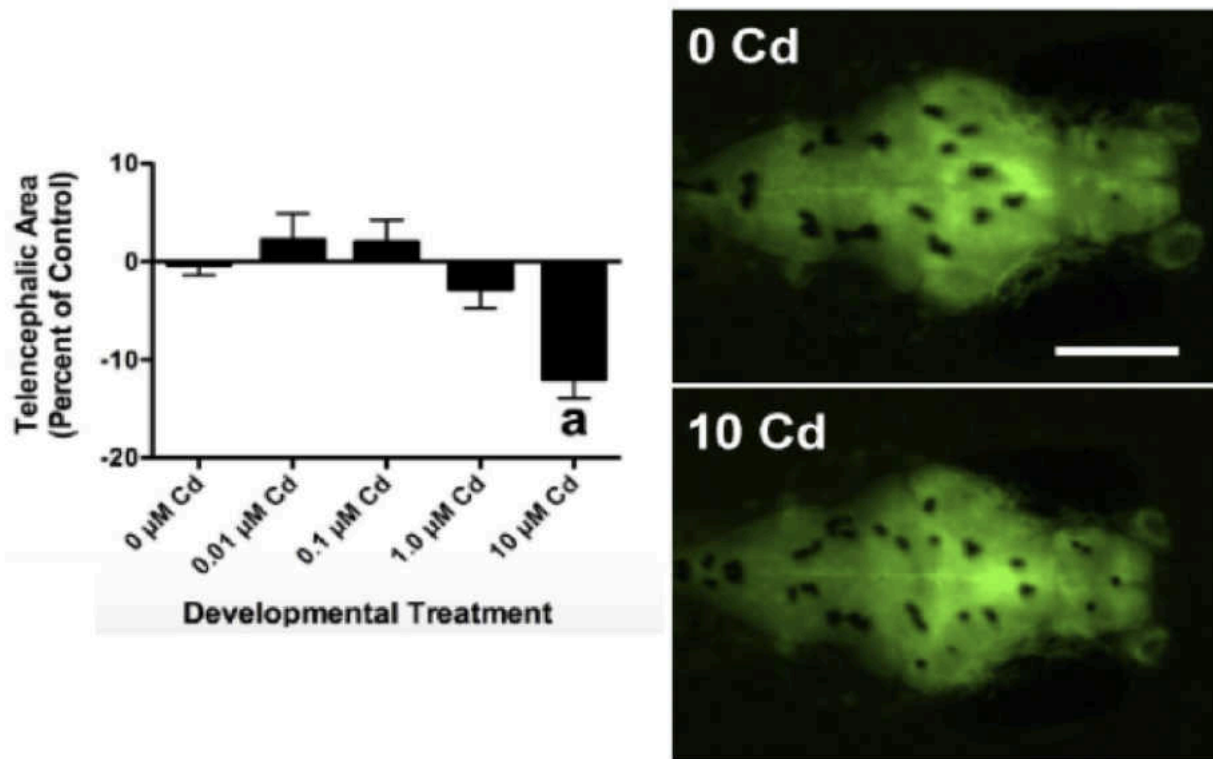 Telencephalic Area
(Percent of Control)
10
0
-10
-20
a
0 µM Cd
0.01 µM Cd
0.1 µM Cd
1.0 µM Cd
10 µM Cd
Developmental Treatment
0 Cd
10 Cd